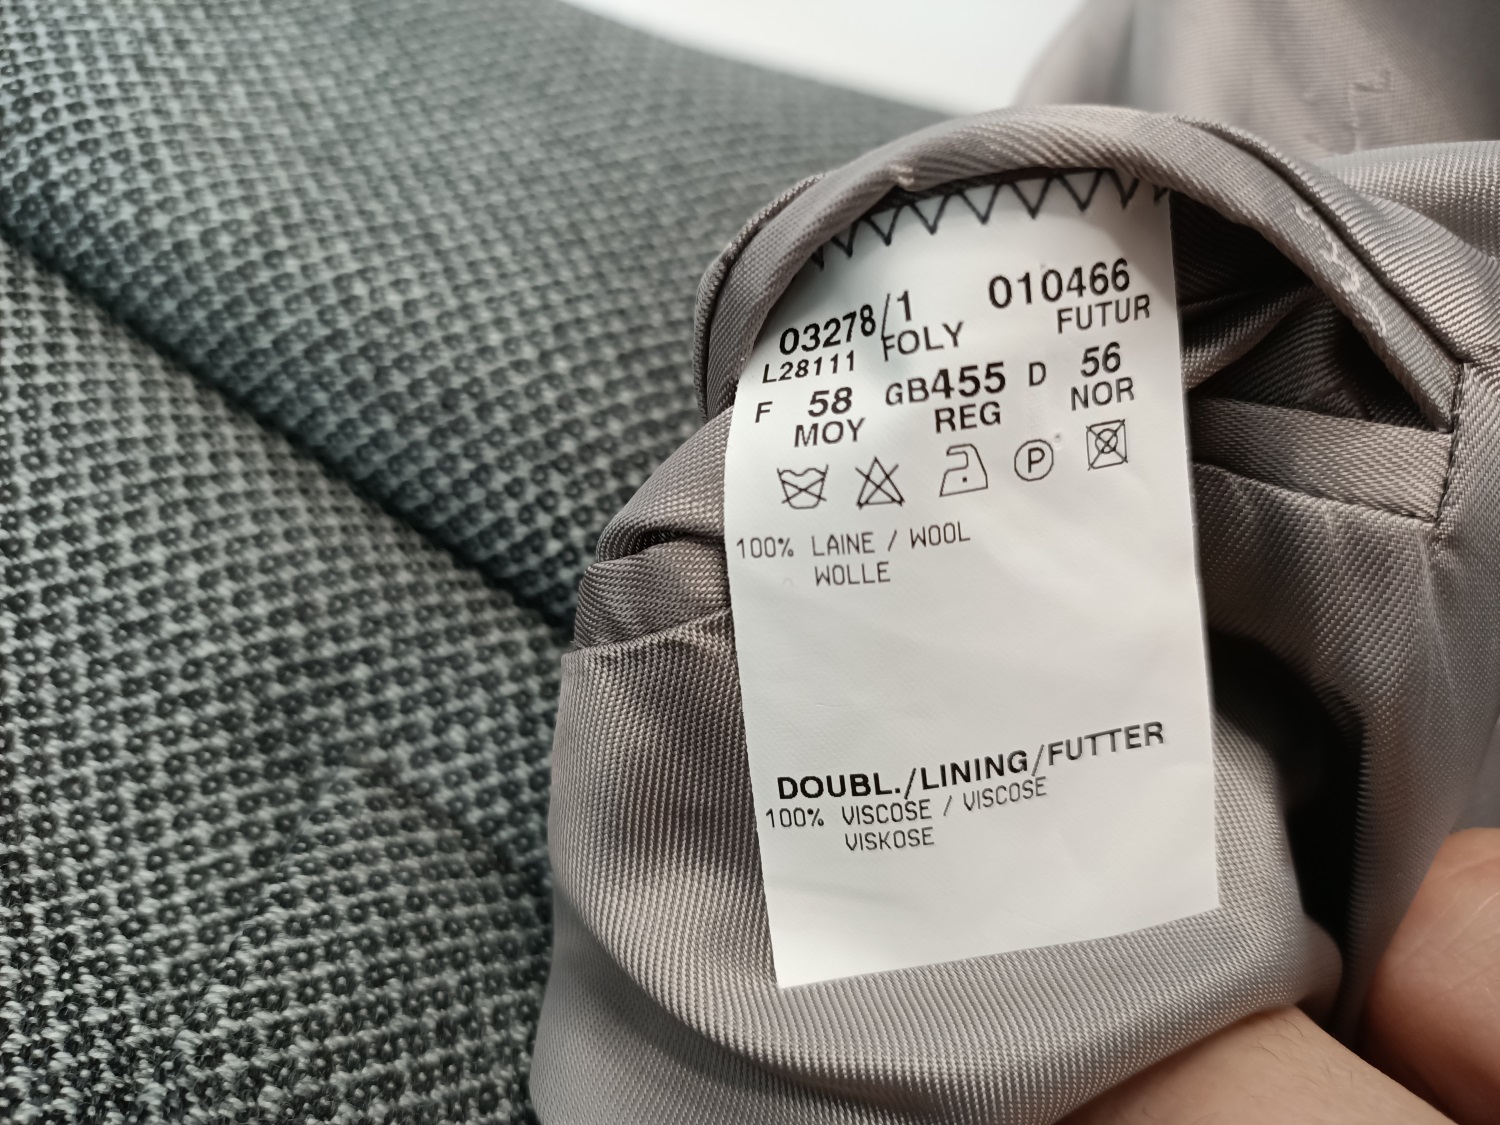 03278/1 010466
L28111 FOLY FUTUR
F 58 GB455 D 56
MOY REG NOR
P
100% LAINE / WOOL
WOLLE
DOUBL./LINING/FUTTER
100% VISCOSE / VISCOSE
VISKOSE